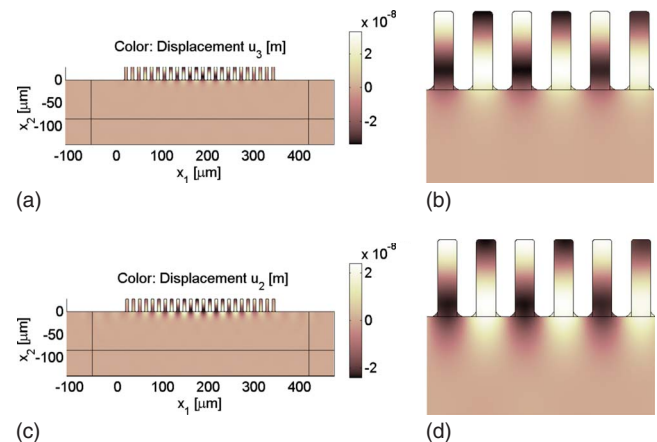 x 10⁻⁸
Color: Displacement u₃ [m]
0
-50
-100
x₂ [μm]
-100
0
100
200
300
400
x₁ [μm]
2
0
-2
(a)
(b)
x 10⁻⁸
Color: Displacement u₂ [m]
0
-50
-100
x₂ [μm]
-100
0
100
200
300
400
x₁ [μm]
2
0
-2
(c)
(d)